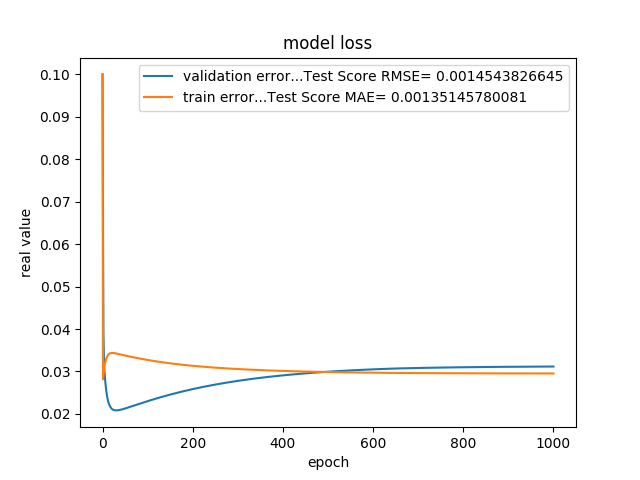 model loss
validation error...Test Score RMSE= 0.0014543826645
train error...Test Score MAE= 0.00135145780081
real value
0.10
0.09
0.08
0.07
0.06
0.05
0.04
0.03
0.02
0 200 400 600 800 1000
epoch